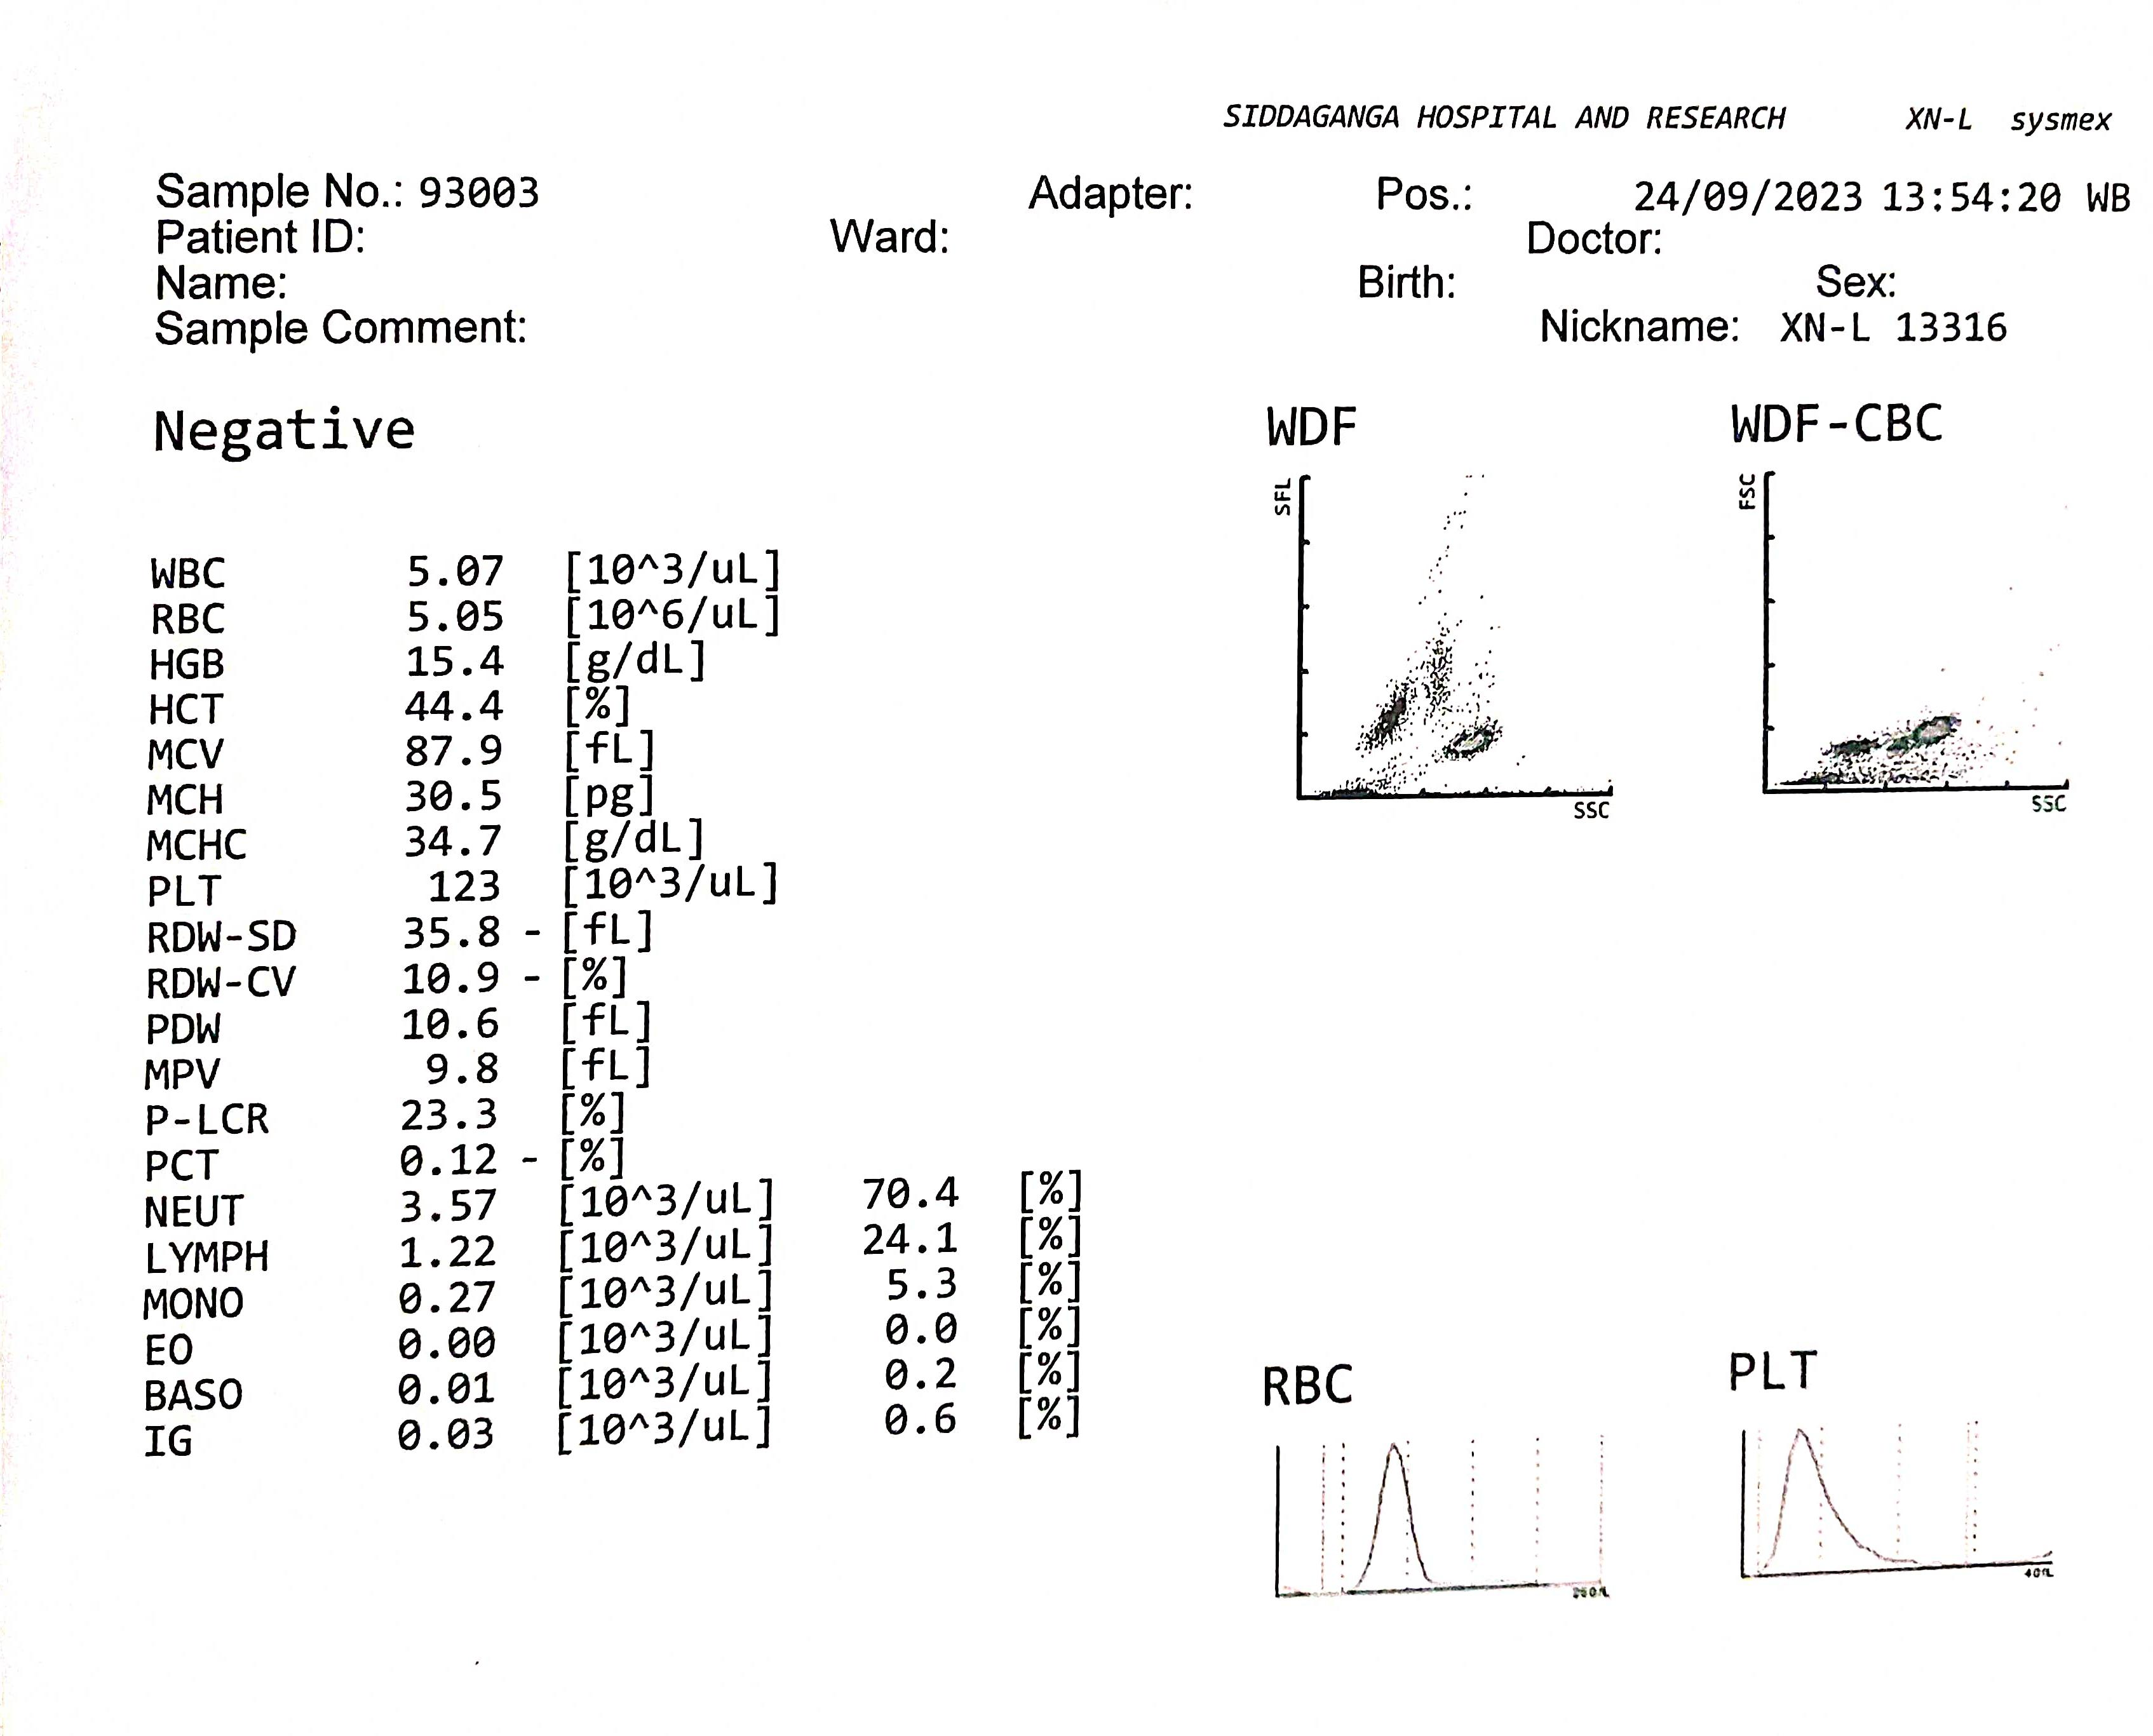 SIDDAGANGA HOSPITAL AND RESEARCH XN-L sysmex
Sample No.: 93003 Adapter: Pos.: 24/09/2023 13:54:20 WB
Patient ID: Ward: Doctor:
Name: Birth: Sex:
Sample Comment: Nickname: XN-L 13316
Negative
WDF WDF-CBC
SFL FSC
SSC SSC
WBC 5.07 [10^3/uL]
RBC 5.05 [10^6/uL]
HGB 15.4 [g/dL]
HCT 44.4 [%]
MCV 87.9 [fL]
MCH 30.5 [pg]
MCHC 34.7 [g/dL]
PLT 123 [10^3/uL]
RDW-SD 35.8 - [fL]
RDW-CV 10.9 - [%]
PDW 10.6 [fL]
MPV 9.8 [fL]
P-LCR 23.3 [%]
PCT 0.12 - [%]
NEUT 3.57 [10^3/uL] 70.4 [%]
LYMPH 1.22 [10^3/uL] 24.1 [%]
MONO 0.27 [10^3/uL] 5.3 [%]
EO 0.00 [10^3/uL] 0.0 [%]
BASO 0.01 [10^3/uL] 0.2 [%]
IG 0.03 [10^3/uL] 0.6 [%]
RBC PLT
250fL 40fL